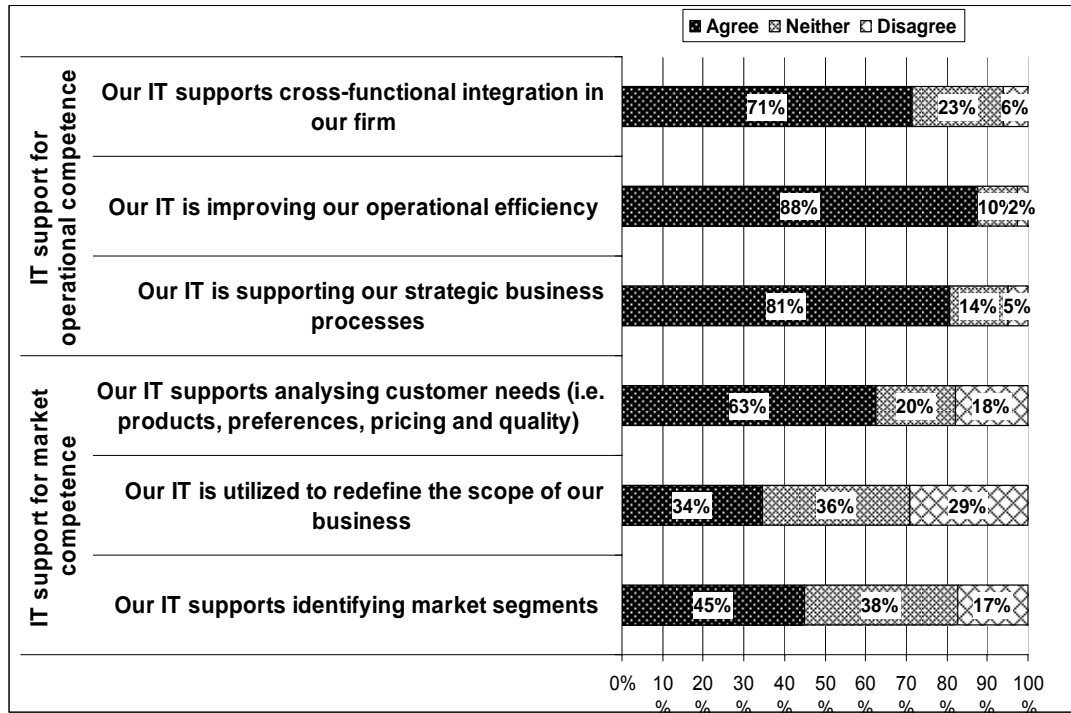 Agree Neither Disagree
IT support for
operational competence
Our IT supports cross-functional integration in
our firm
71% 23% 6%
Our IT is improving our operational efficiency
88% 10% 2%
Our IT is supporting our strategic business
processes
81% 14% 5%
IT support for market
competence
Our IT supports analysing customer needs (i.e.
products, preferences, pricing and quality)
63% 20% 18%
Our IT is utilized to redefine the scope of our
business
34% 36% 29%
Our IT supports identifying market segments
45% 38% 17%
0% 10 20 30 40 50 60 70 80 90 100
% % % % % % % % % %